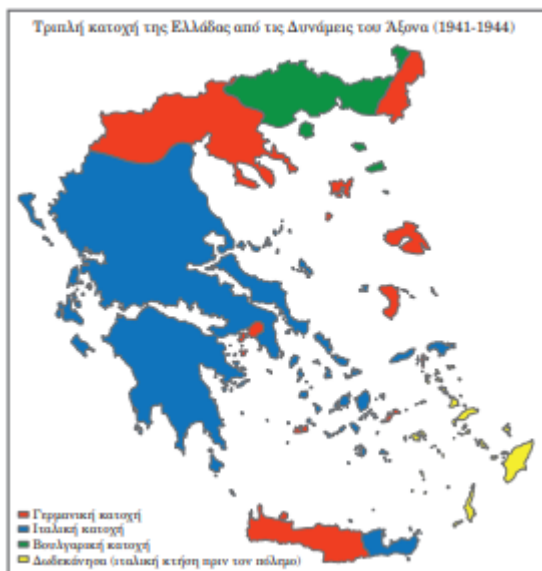 Τριπλή κατοχή της Ελλάδας από τις Δυνάμεις του Άξονα (1941-1944)
Γερμανική κατοχή
Ιταλική κατοχή
Βουλγαρική κατοχή
Δωδεκάνησα (ιταλική κτήση πριν τον πόλεμο)